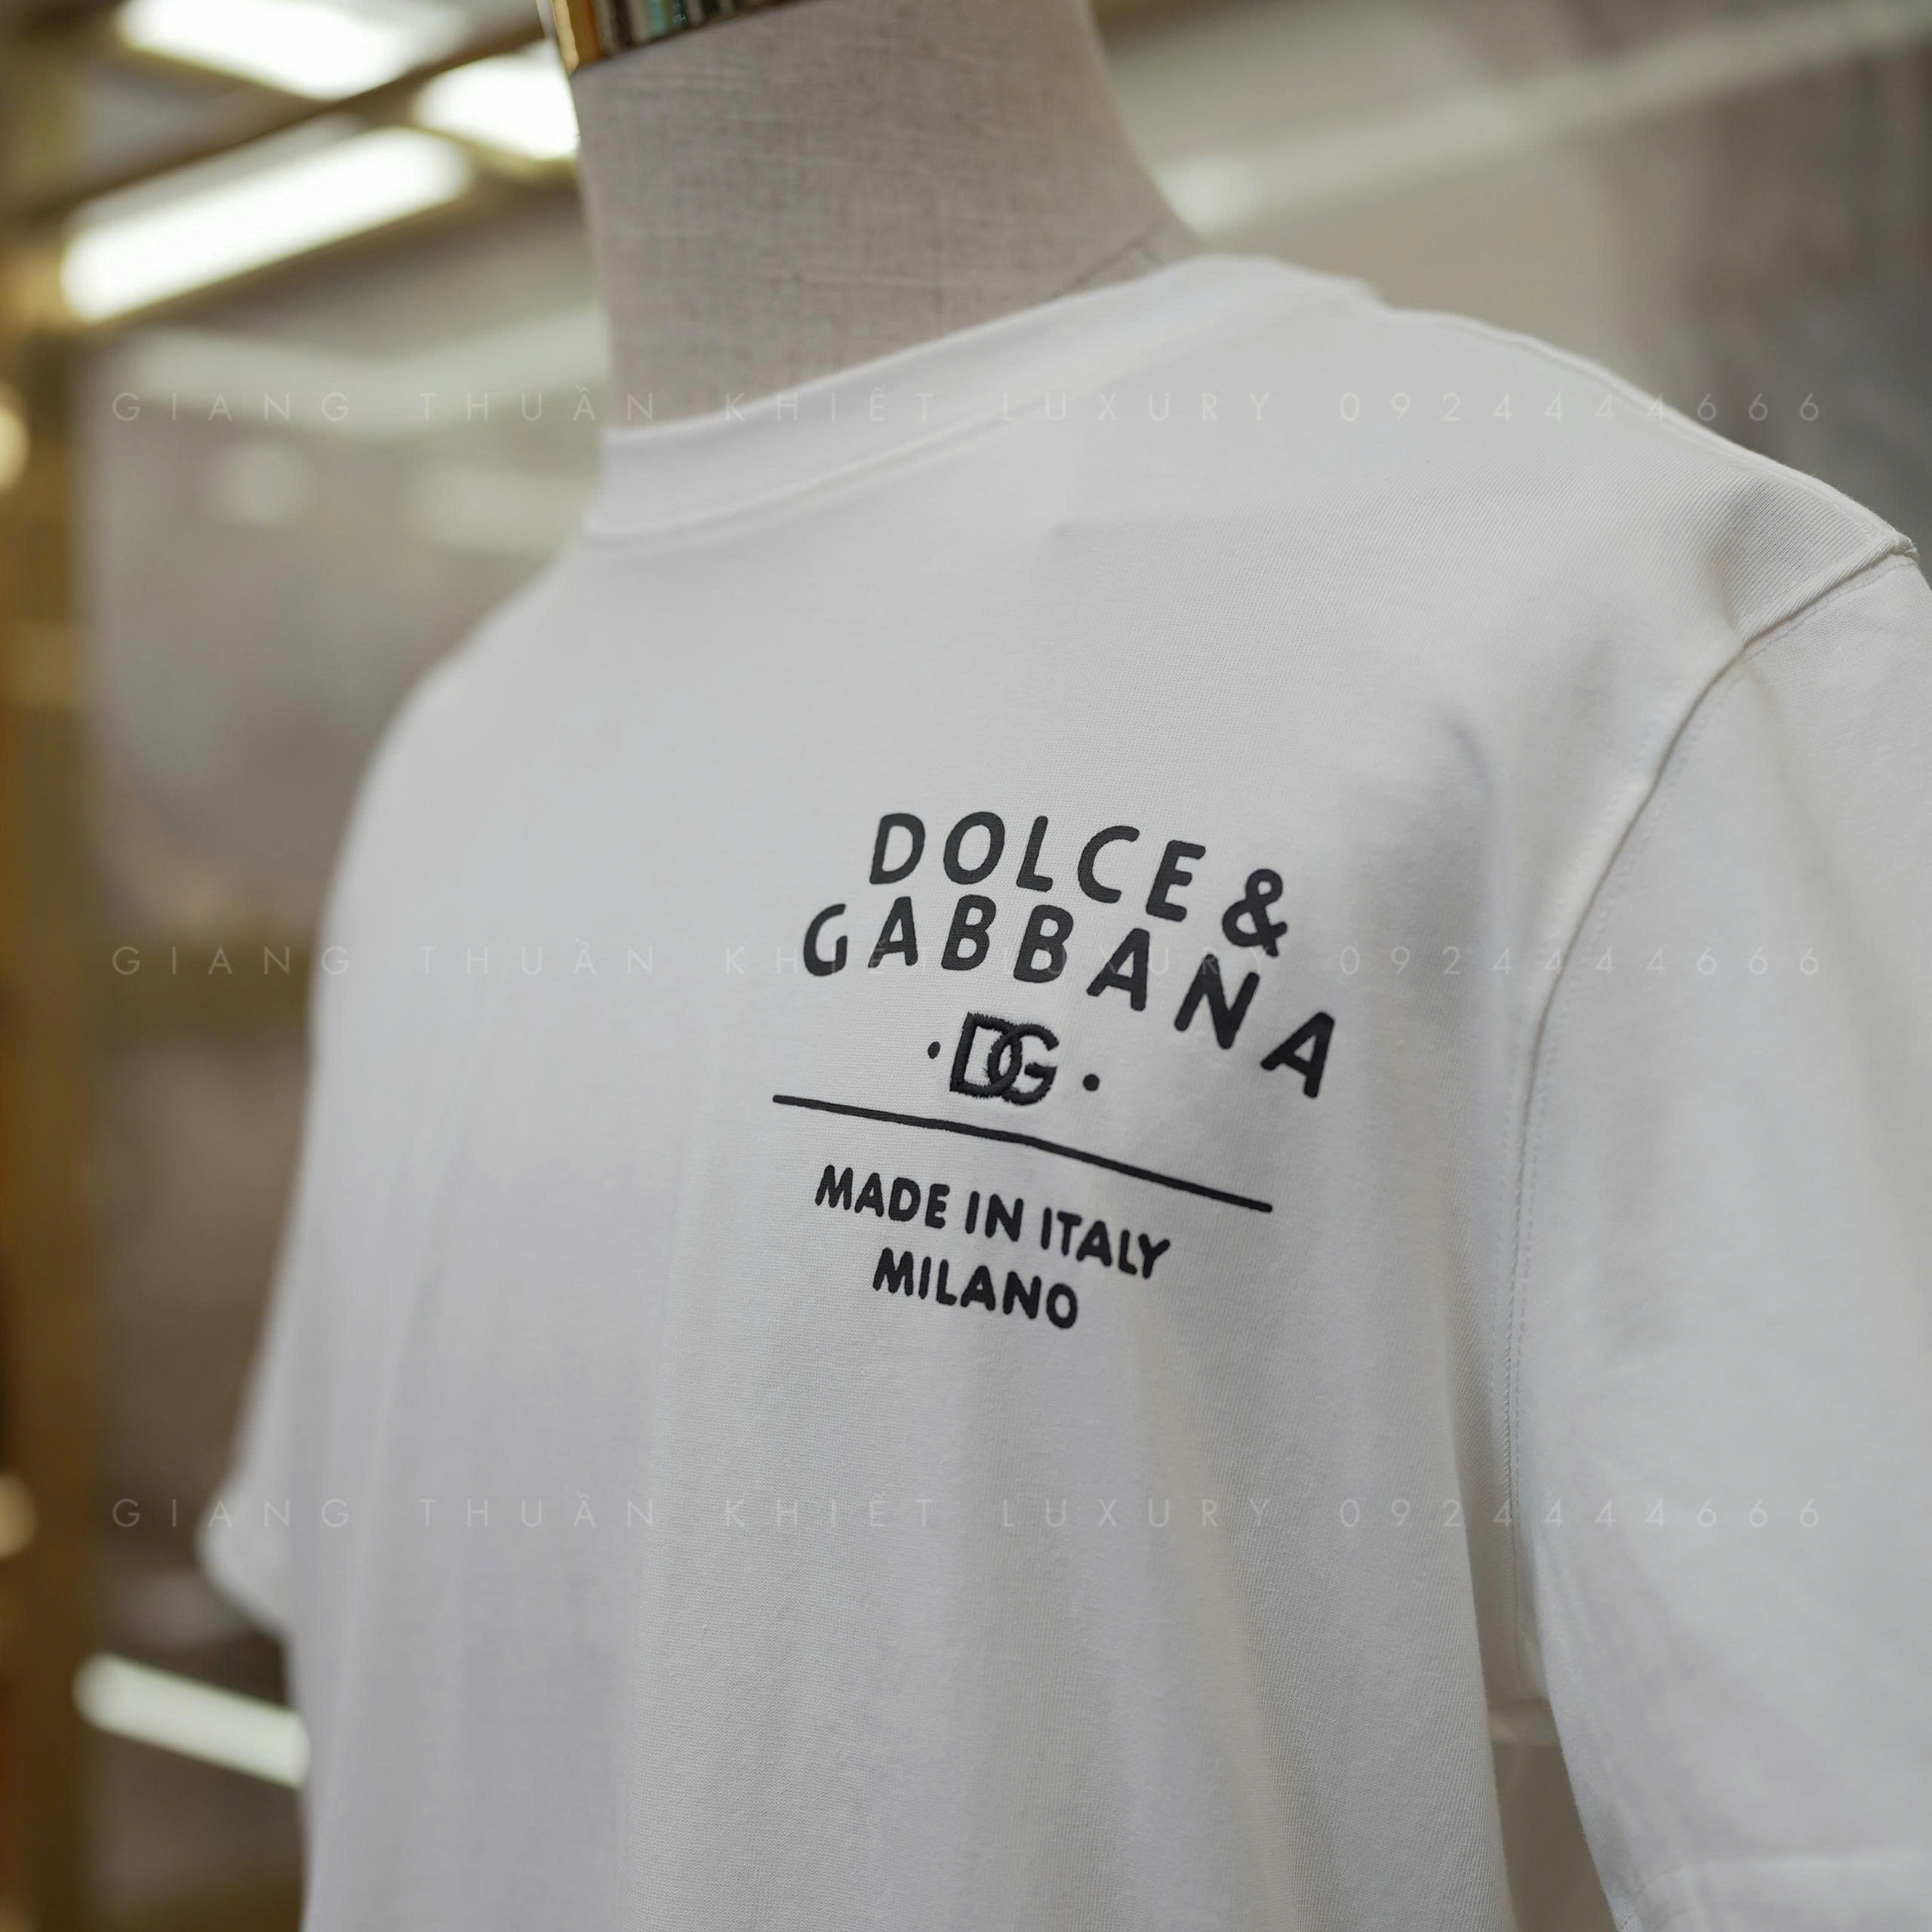 GIANG THUẦN KHIẾT LUXURY 0924444666
DOLCE &
GABBANA
GIANG THUẦN KHIẾT LUXURY 0924444666
· DG ·
MADE IN ITALY
MILANO
GIANG THUẦN KHIẾT LUXURY 0924444666